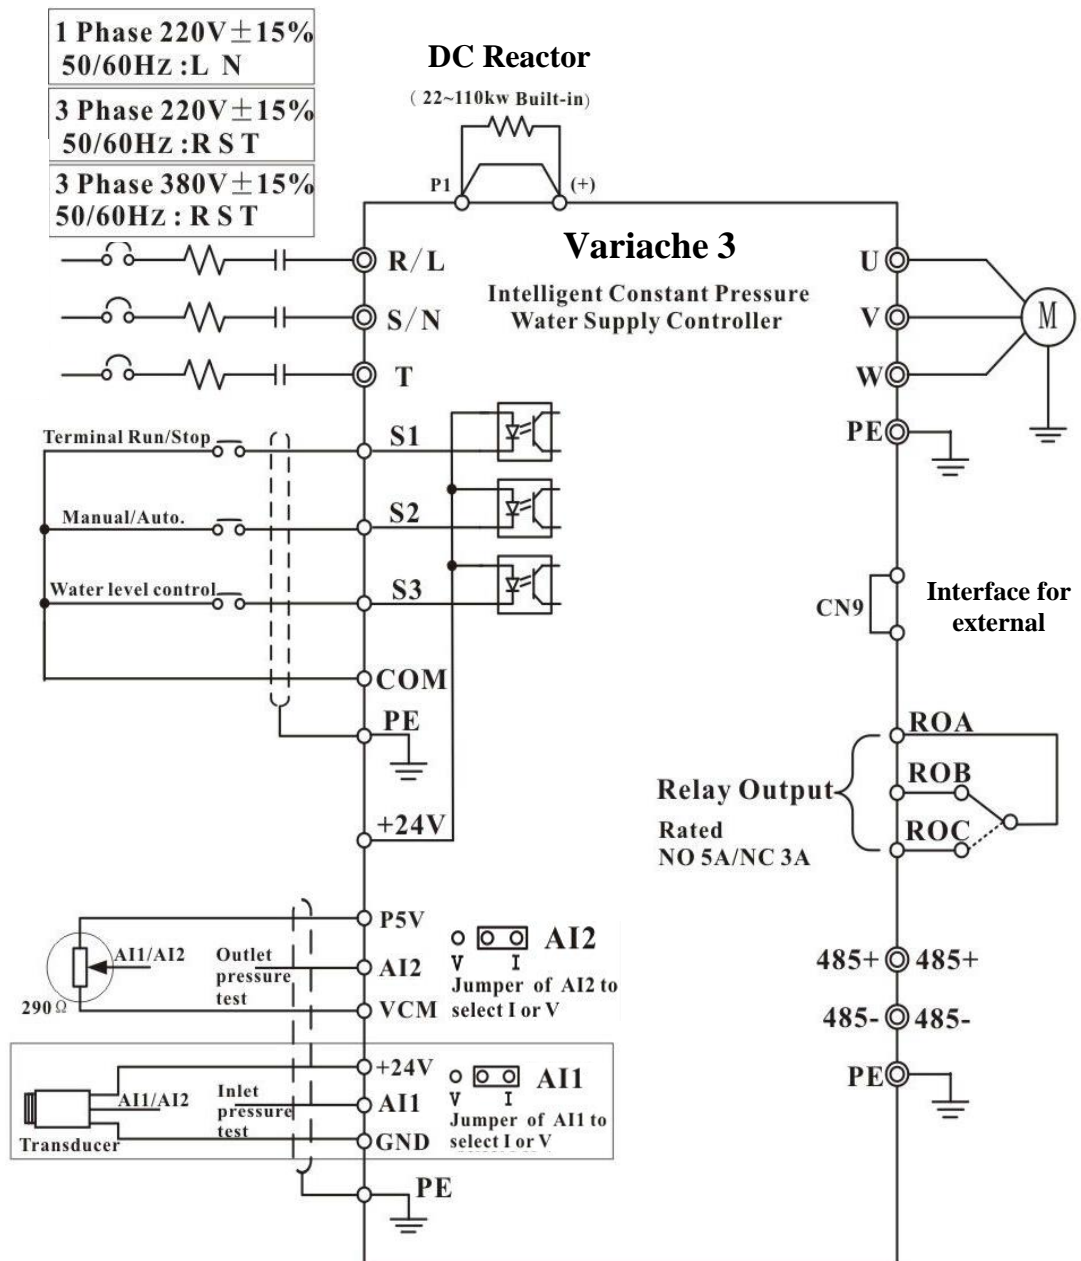 1 Phase 220V±15%
50/60Hz :L N
3 Phase 220V±15%
50/60Hz :R S T
3 Phase 380V±15%
50/60Hz : R S T
DC Reactor
( 22~110kw Built-in)
P1
(+)
Variache 3
Intelligent Constant Pressure
Water Supply Controller
R/L
S/N
T
U
V
W
PE
M
Terminal Run/Stop
S1
Manual/Auto.
S2
Water level control
S3
COM
PE
+24V
CN9
Interface for
external
Relay Output
Rated
NO 5A/NC 3A
ROA
ROB
ROC
P5V
AI1/AI2
290Ω
Outlet
pressure
test
AI2
VCM
AI2
V I
Jumper of AI2 to
select I or V
485+ 485+
485- 485-
PE
+24V
AI1/AI2
Transducer
Inlet
pressure
test
AI1
GND
AI1
V I
Jumper of AI1 to
select I or V
PE